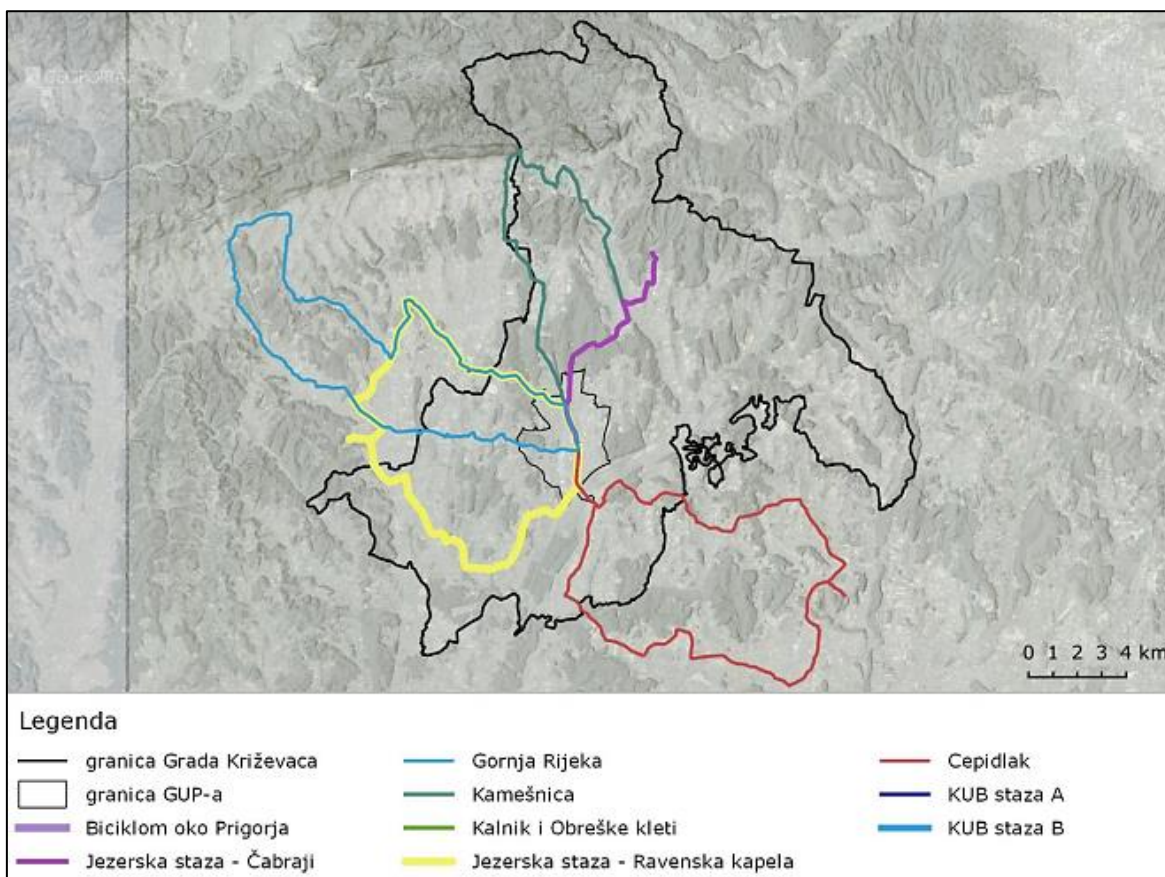 0 1 2 3 4 km
Legenda
granica Grada Križevaca
granica GUP-a
Biciklom oko Prigorja
Jezerska staza - Čabraji
Gornja Rijeka
Kamešnica
Kalnik i Obreške kleti
Jezerska staza - Ravenska kapela
Cepidlak
KUB staza A
KUB staza B